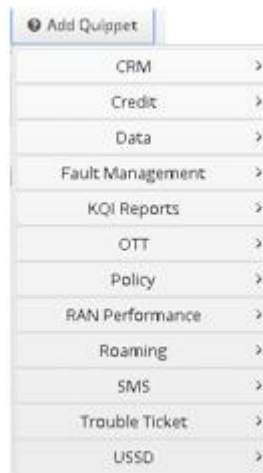 Add Quippet
CRM
Credit
Data
Fault Management
KQI Reports
OTT
Policy
RAN Performance
Roaming
SMS
Trouble Ticket
USSD